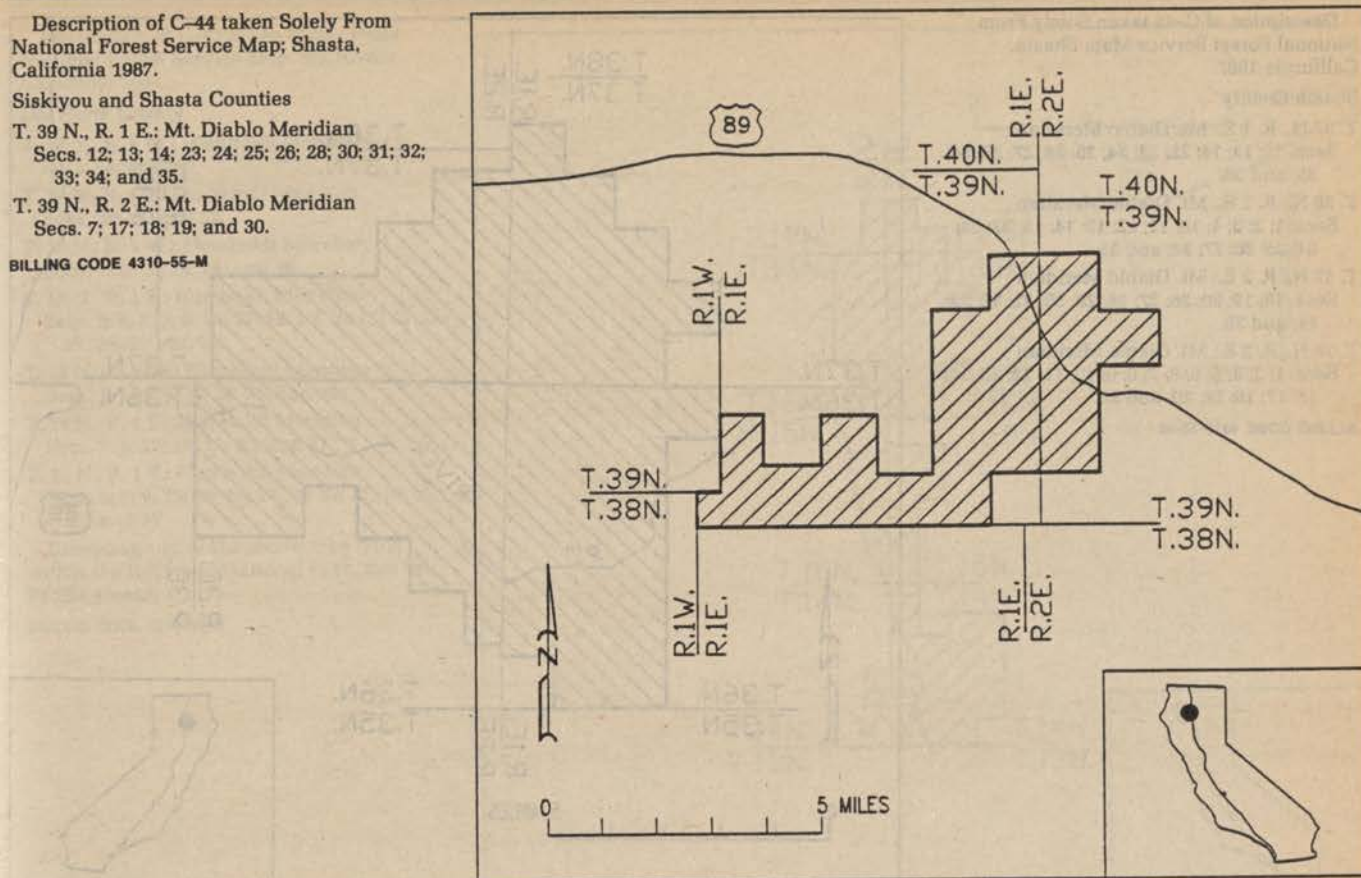 Description of C–44 taken Solely From
National Forest Service Map; Shasta,
California 1987.
Siskiyou and Shasta Counties
T. 39 N., R. 1 E.: Mt. Diablo Meridian
Secs. 12; 13; 14; 23; 24; 25; 26; 28; 30; 31; 32;
33; 34; and 35.
T. 39 N., R. 2 E.: Mt. Diablo Meridian
Secs. 7; 17; 18; 19; and 30.
BILLING CODE 4310-55-M
89
R.1E.
R.2E.
T.40N.
T.39N.
T.40N.
T.39N.
R.1W.
R.1E.
T.39N.
T.38N.
T.39N.
T.38N.
R.1W.
R.1E.
R.1E.
R.2E.
N
0
5 MILES